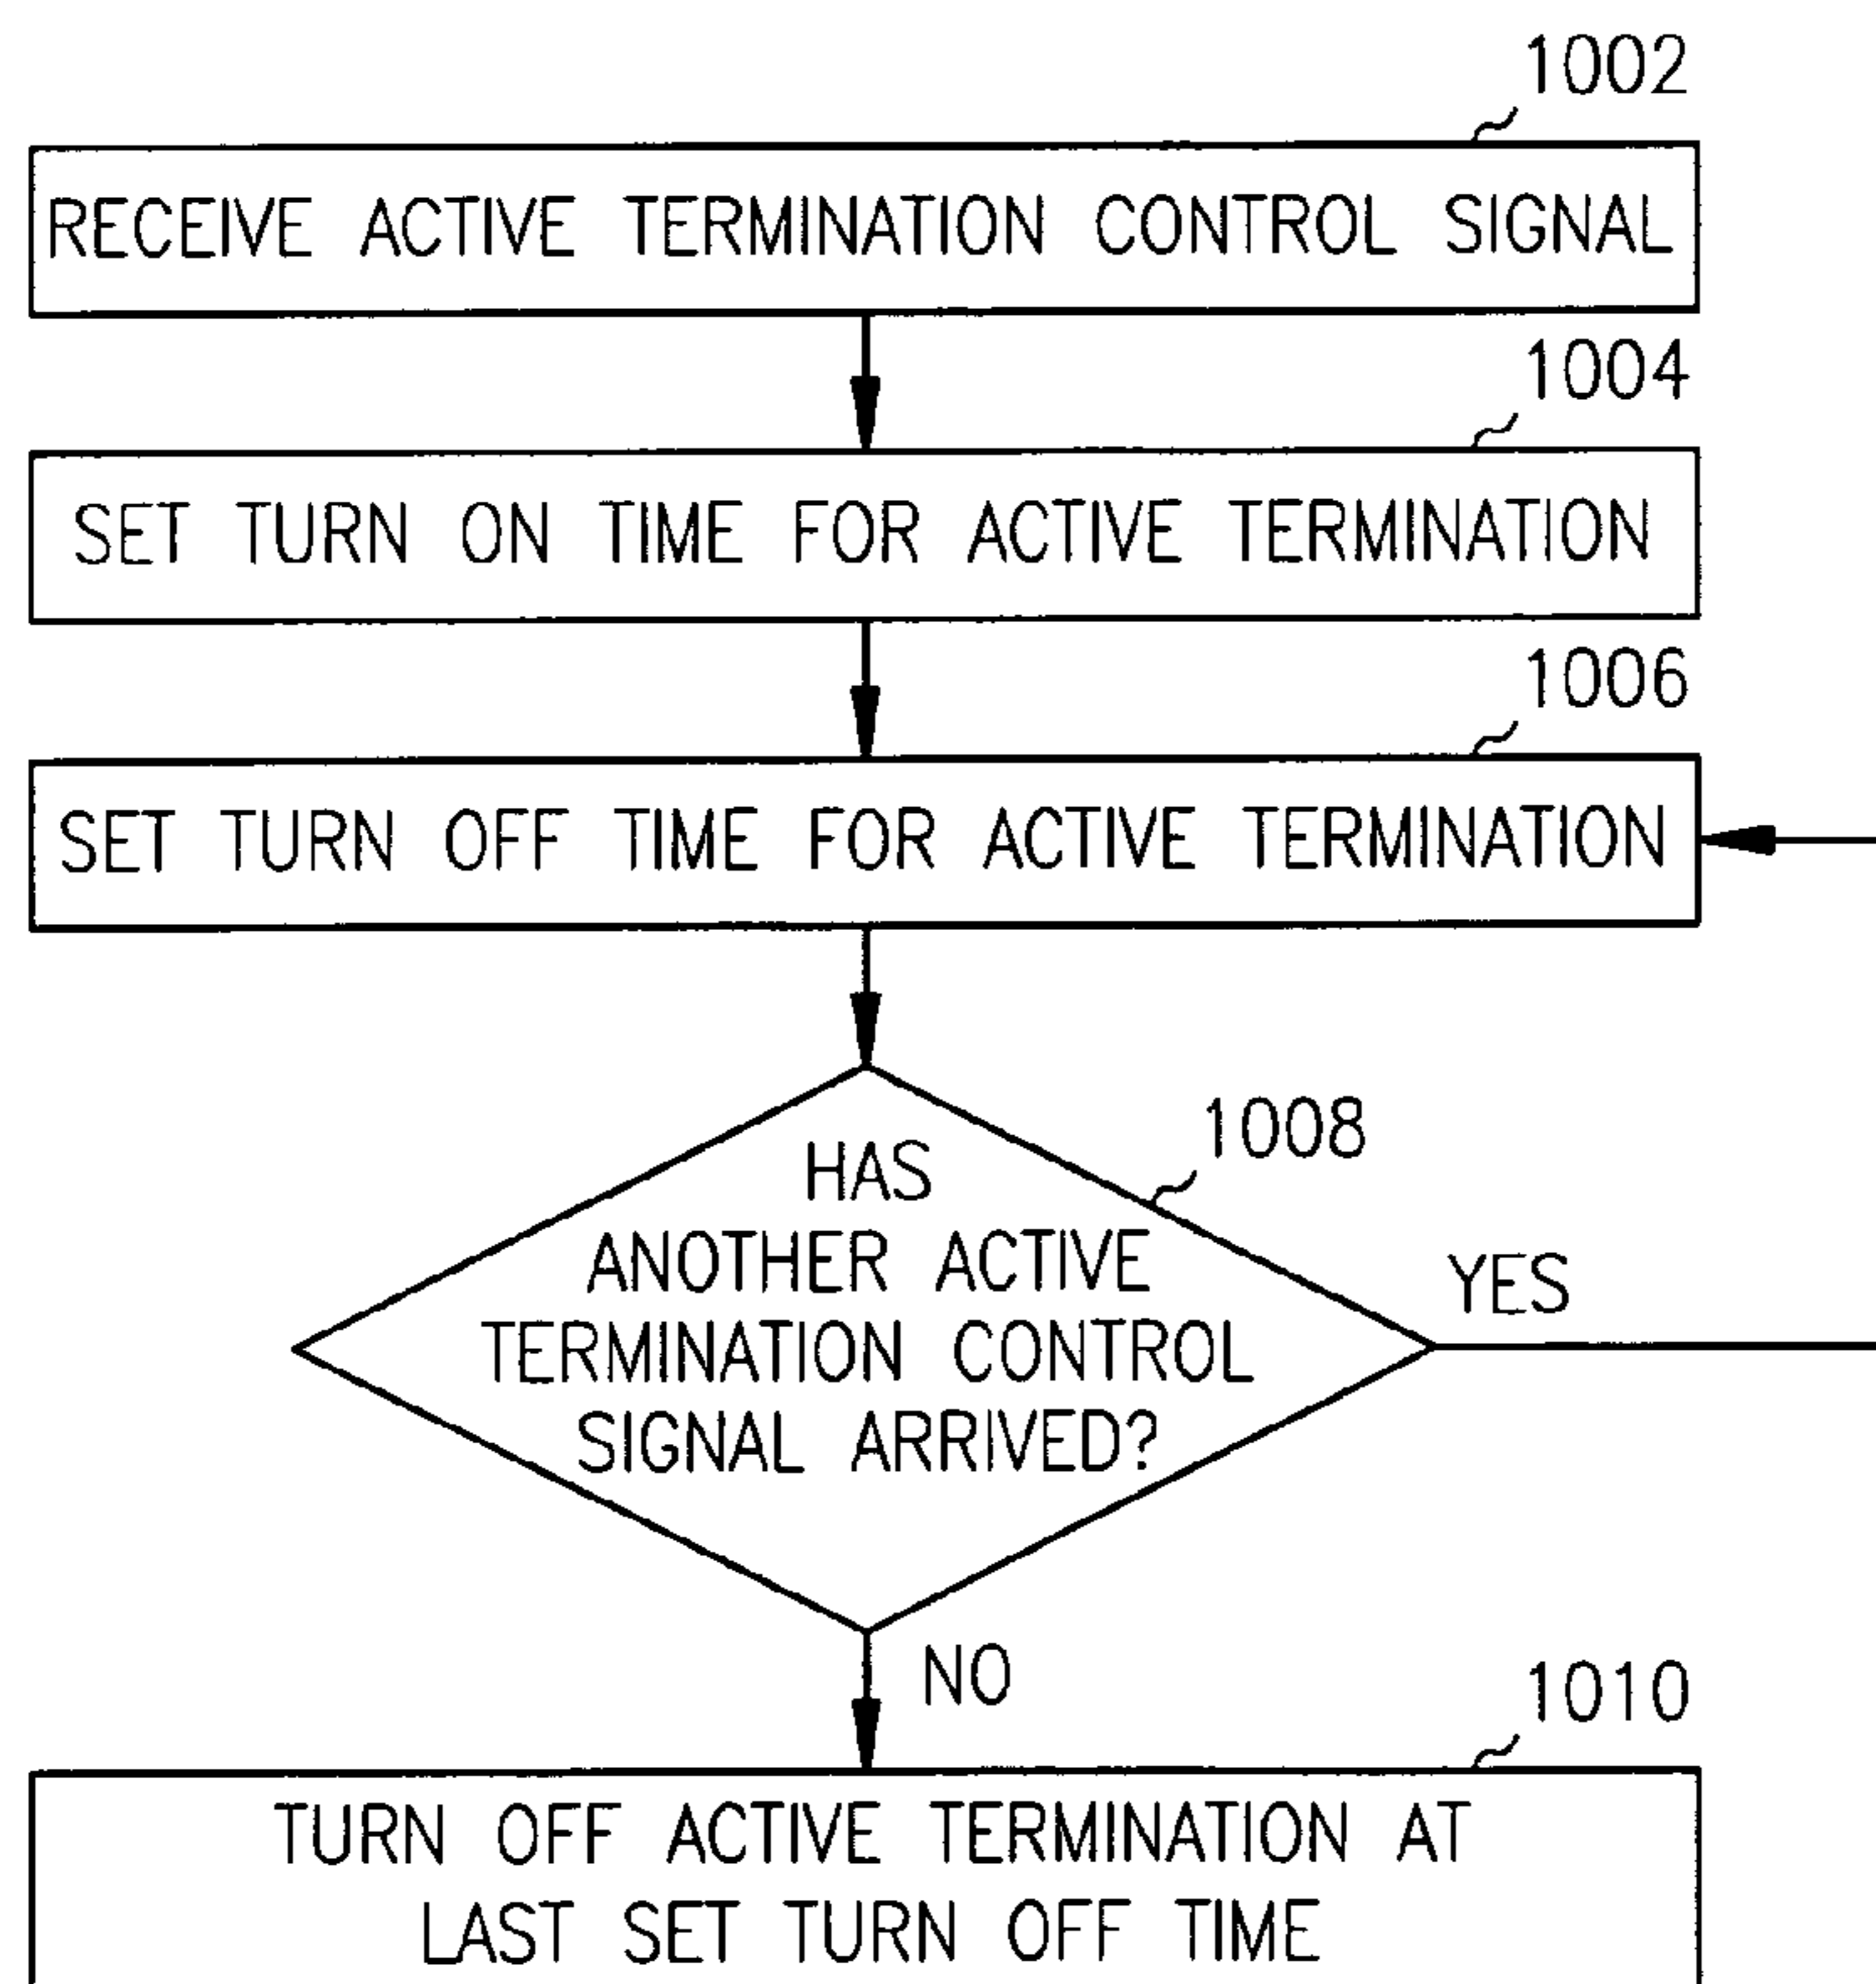 1002
RECEIVE ACTIVE TERMINATION CONTROL SIGNAL
1004
SET TURN ON TIME FOR ACTIVE TERMINATION
1006
SET TURN OFF TIME FOR ACTIVE TERMINATION
1008
HAS
ANOTHER ACTIVE
TERMINATION CONTROL
SIGNAL ARRIVED?
YES
NO
1010
TURN OFF ACTIVE TERMINATION AT
LAST SET TURN OFF TIME